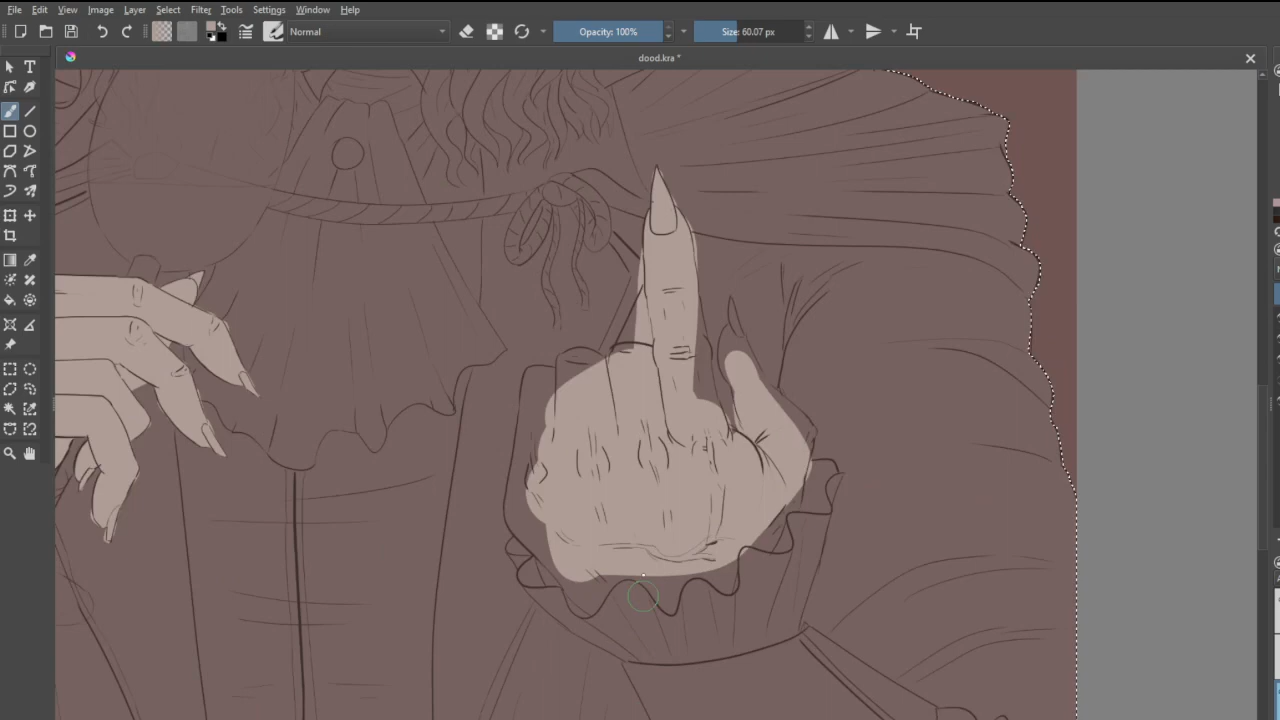 File Edit View Image Layer Select Filter Tools Settings Window Help
Normal Opacity: 100% Size: 60.07 px
dood.kra *